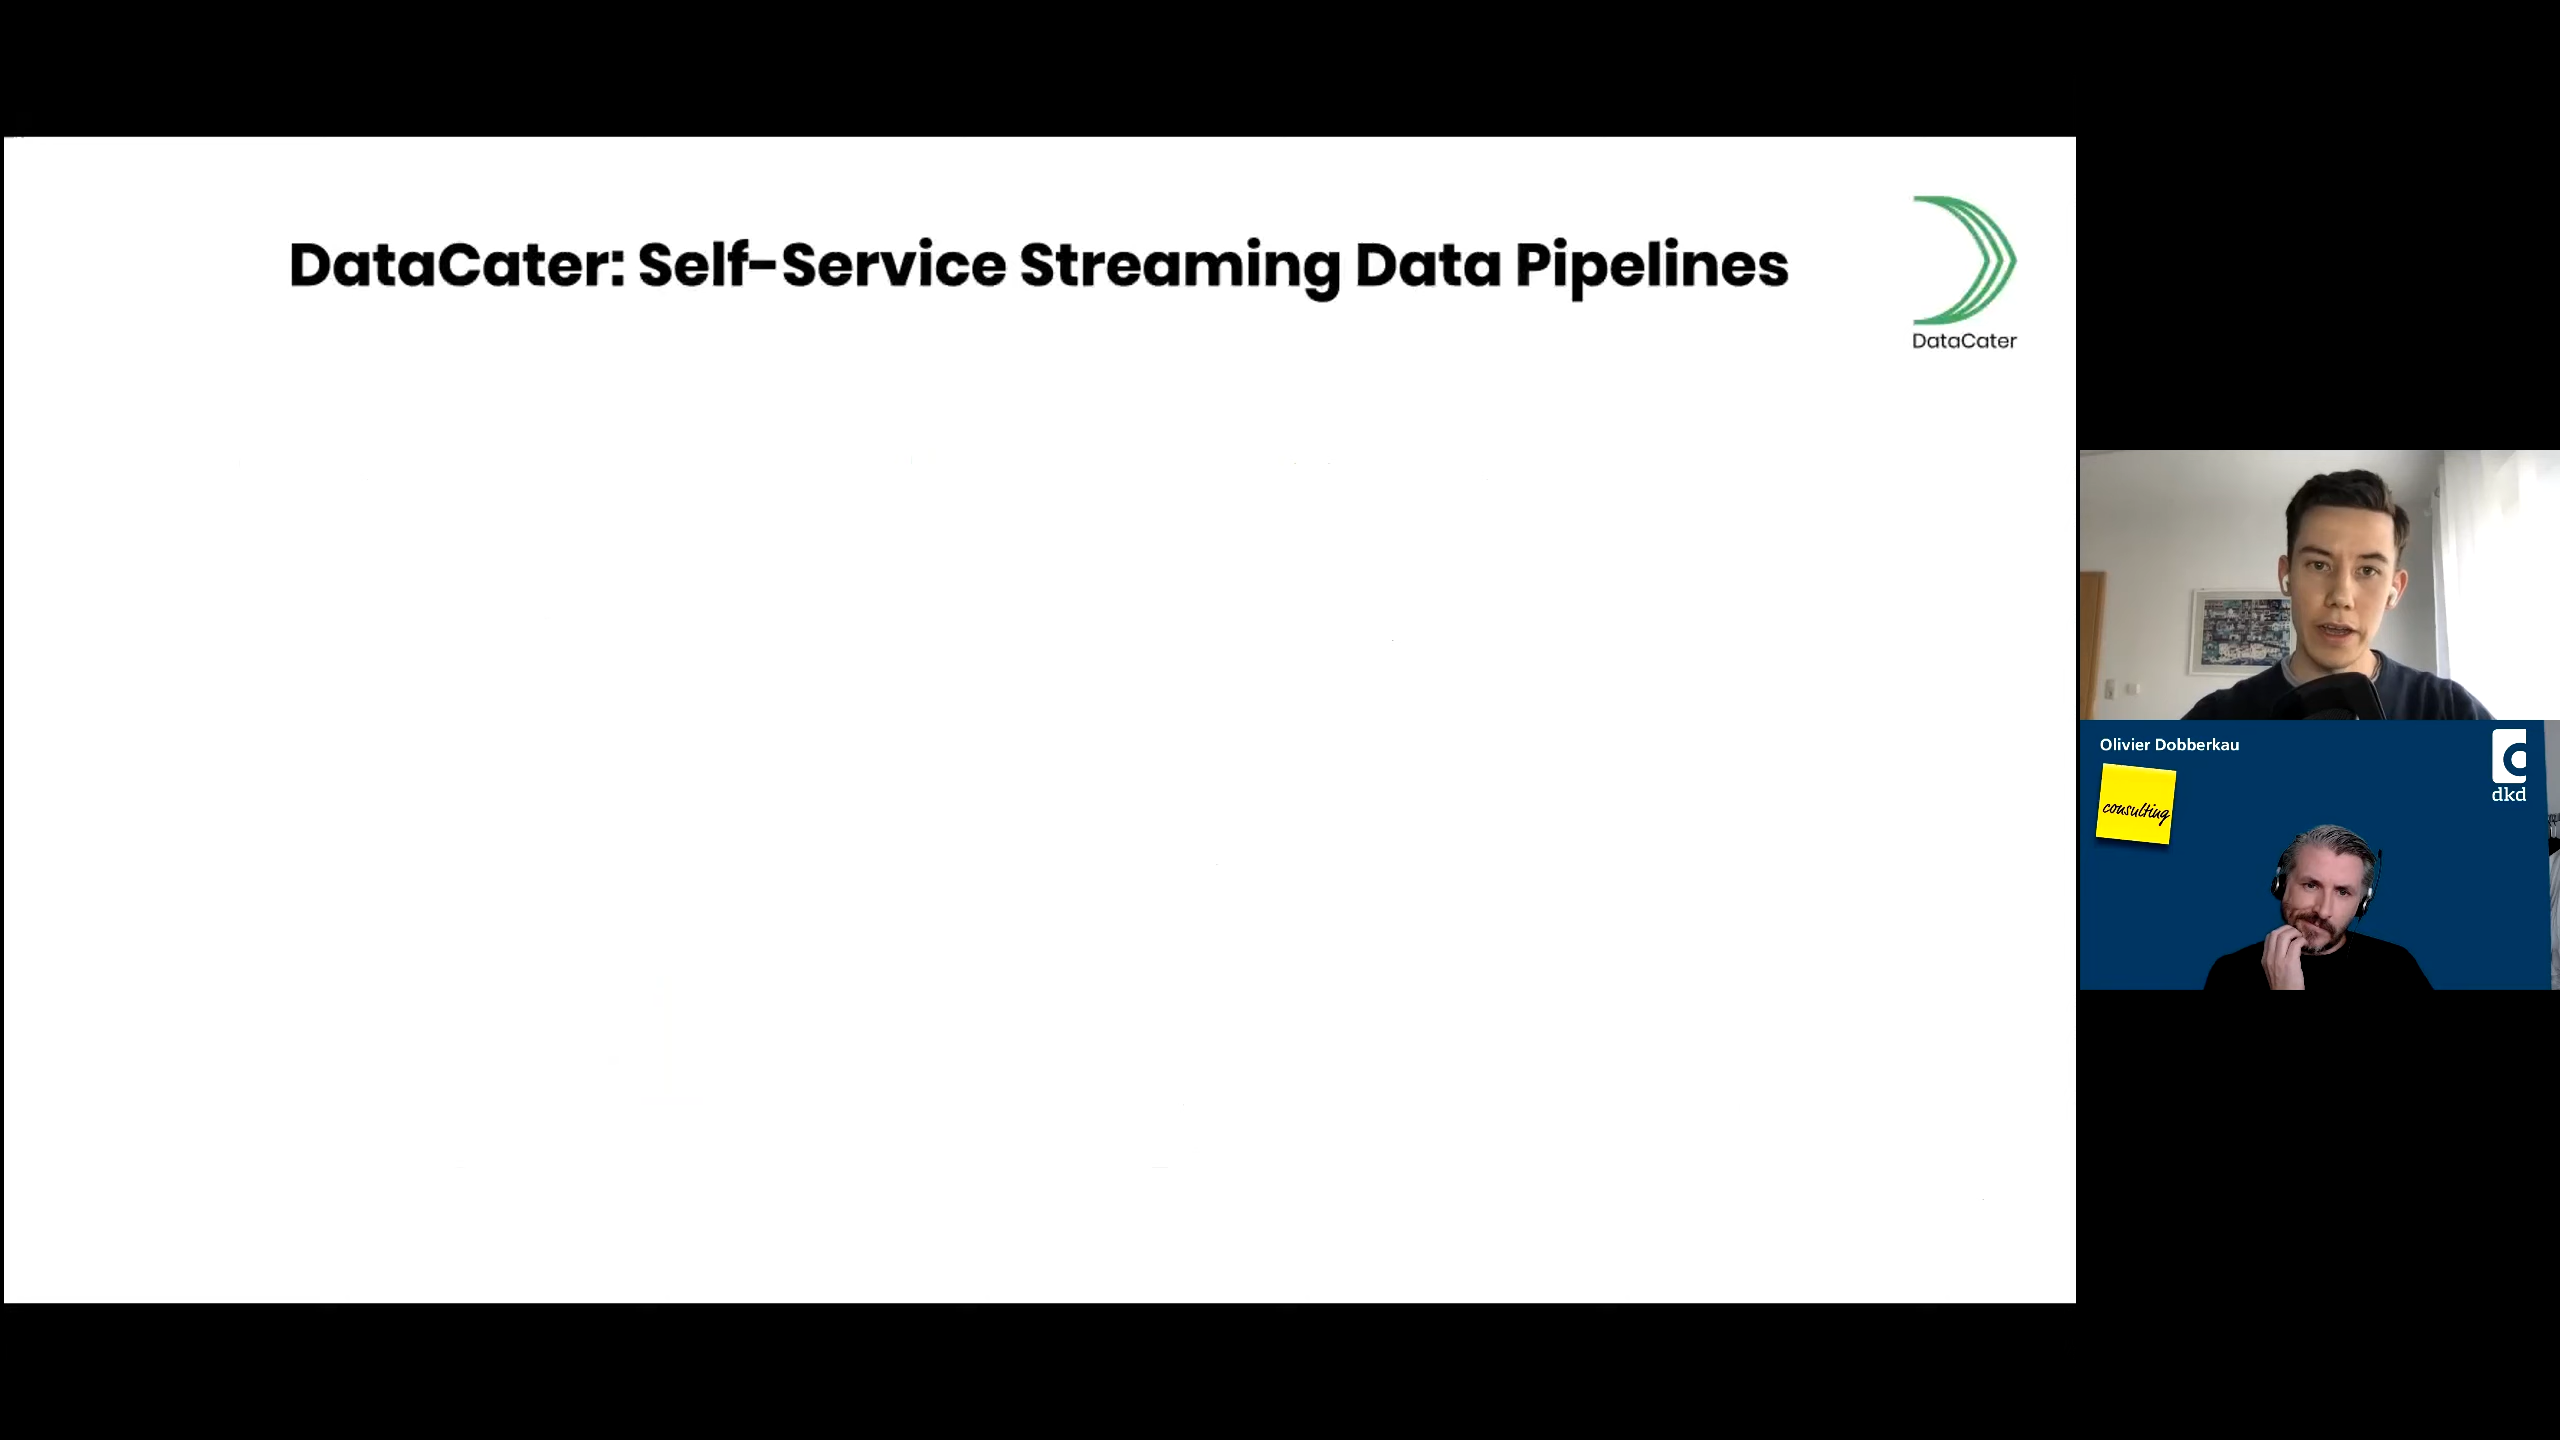 DataCater: Self-Service Streaming Data Pipelines
DataCater
Olivier Dobberkau
consulting
dkd